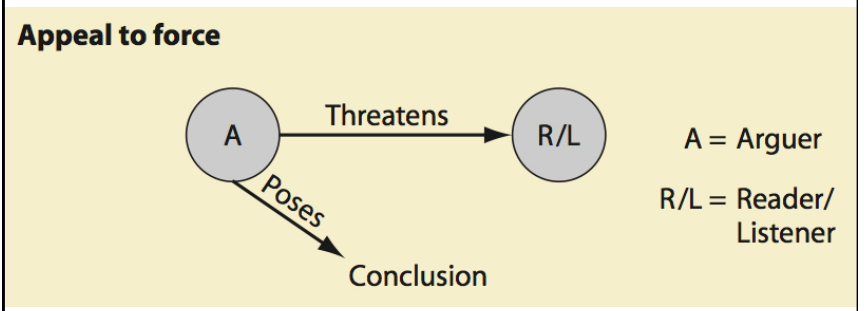 Appeal to force
Threatens
A
R/L
A = Arguer
Poses
R/L = Reader/
Listener
Conclusion